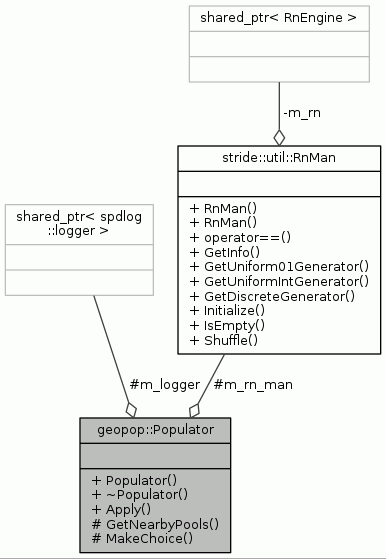 shared_ptr< RnEngine >
-m_rn
stride::util::RnMan
+ RnMan()
+ RnMan()
+ operator==()
+ GetInfo()
+ GetUniform01Generator()
+ GetUniformIntGenerator()
+ GetDiscreteGenerator()
+ Initialize()
+ IsEmpty()
+ Shuffle()
shared_ptr< spdlog
::logger >
#m_logger
#m_rn_man
geopop::Populator
+ Populator()
+ ~Populator()
+ Apply()
# GetNearbyPools()
# MakeChoice()